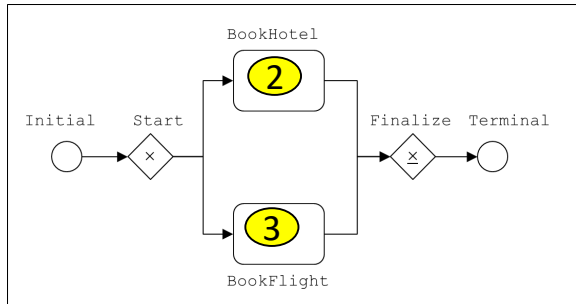 BookHotel
2
Initial
Start
×
Finalize
×
Terminal
3
BookFlight